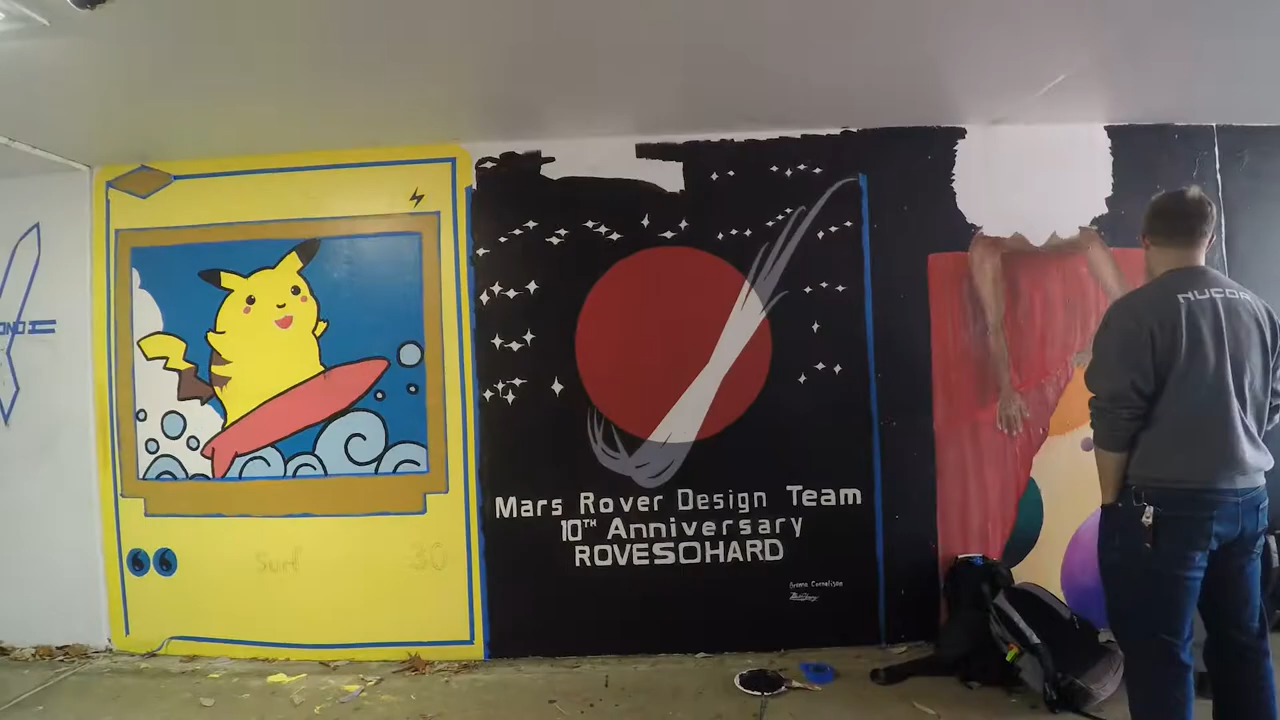 Surf 30
Mars Rover Design Team
10TH Anniversary
ROVESOHARD
NUCOR